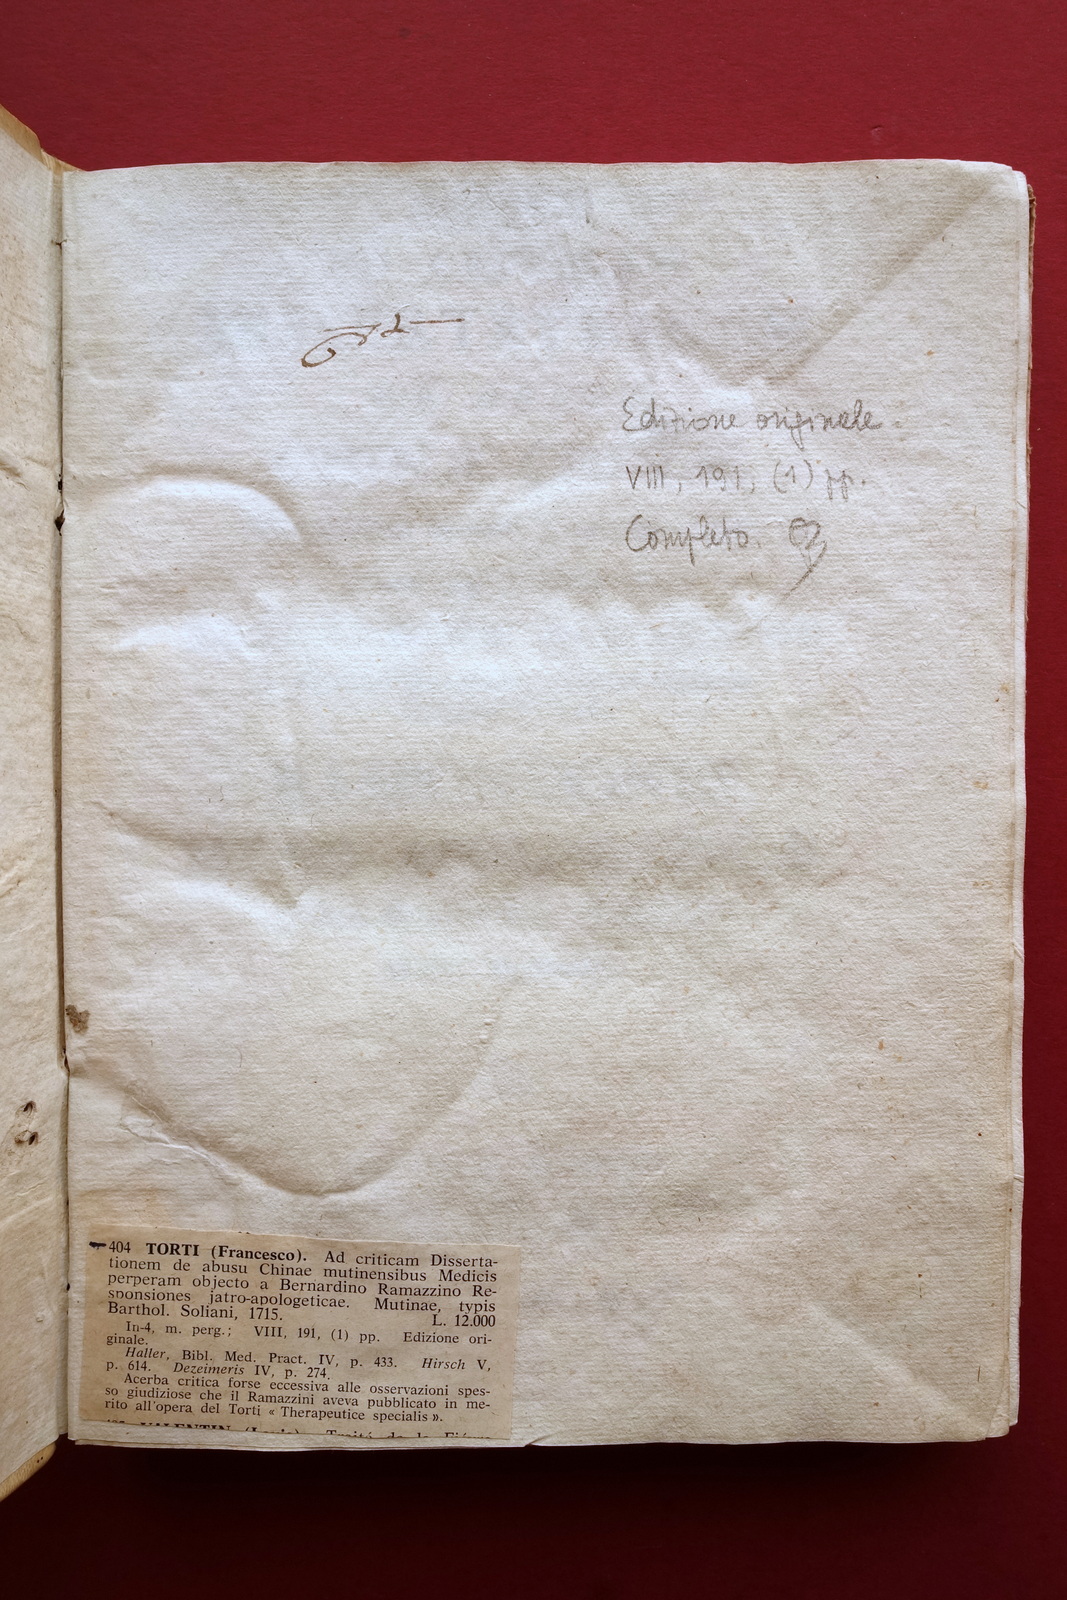 Edizione originale.
VIII, 191, (1) pp.
Completo.
404 TORTI (Francesco). Ad criticam Disserta-
tionem de abusu Chinae mutinensibus Medicis
perperam objecto a Bernardino Ramazzino Re-
sponsiones jatro-apologeticae. Mutinae, typis
Barthol. Soliani, 1715. L. 12.000
In-4, m. perg.; VIII, 191, (1) pp. Edizione ori-
ginale.
Haller, Bibl. Med. Pract. IV, p. 433. Hirsch V,
p. 614. Dezeimeris IV, p. 274.
Acerba critica forse eccessiva alle osservazioni spes-
so giudiziose che il Ramazzini aveva pubblicato in me-
rito all'opera del Torti « Therapeutice specialis ».
VALENTIN